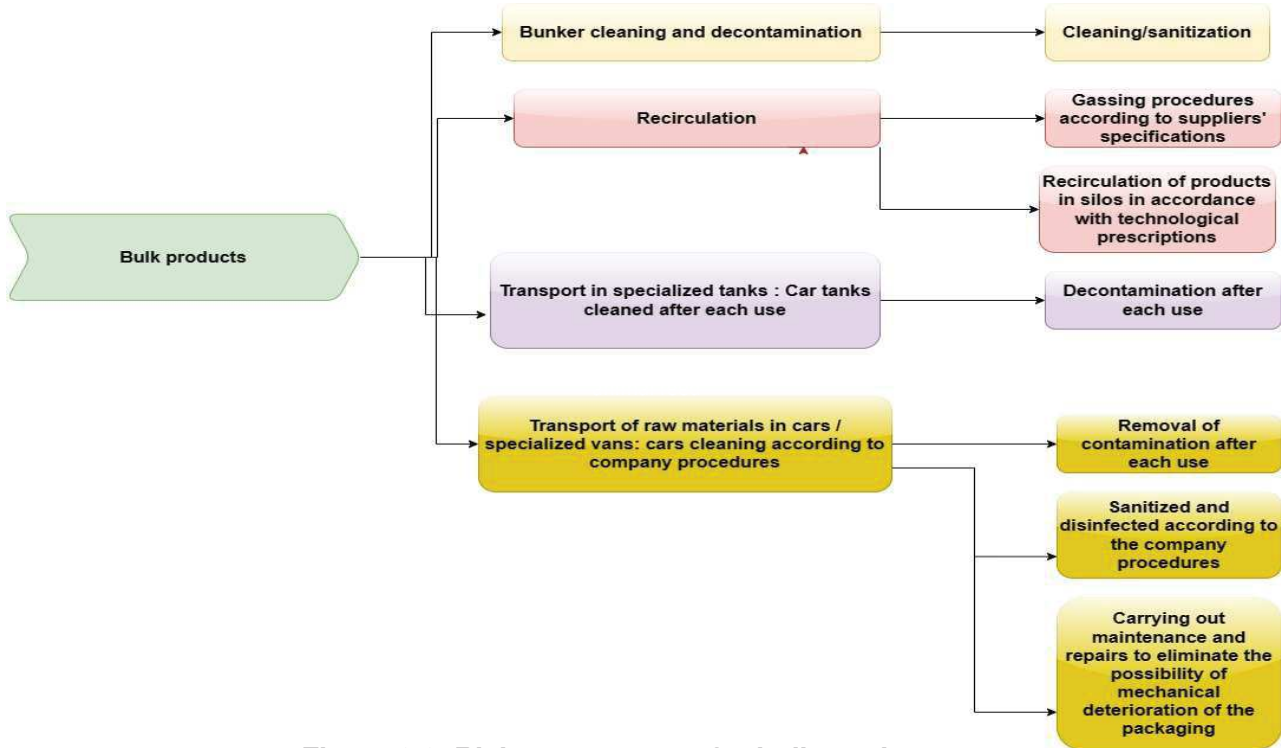 Bunker cleaning and decontamination
Cleaning/sanitization
Recirculation
Gassing procedures
according to suppliers'
specifications
Recirculation of products
in silos in accordance
with technological
prescriptions
Bulk products
Transport in specialized tanks : Car tanks
cleaned after each use
Decontamination after
each use
Transport of raw materials in cars /
specialized vans: cars cleaning according to
company procedures
Removal of
contamination after
each use
Sanitized and
disinfected according to
the company
procedures
Carrying out
maintenance and
repairs to eliminate the
possibility of
mechanical
deterioration of the
packaging